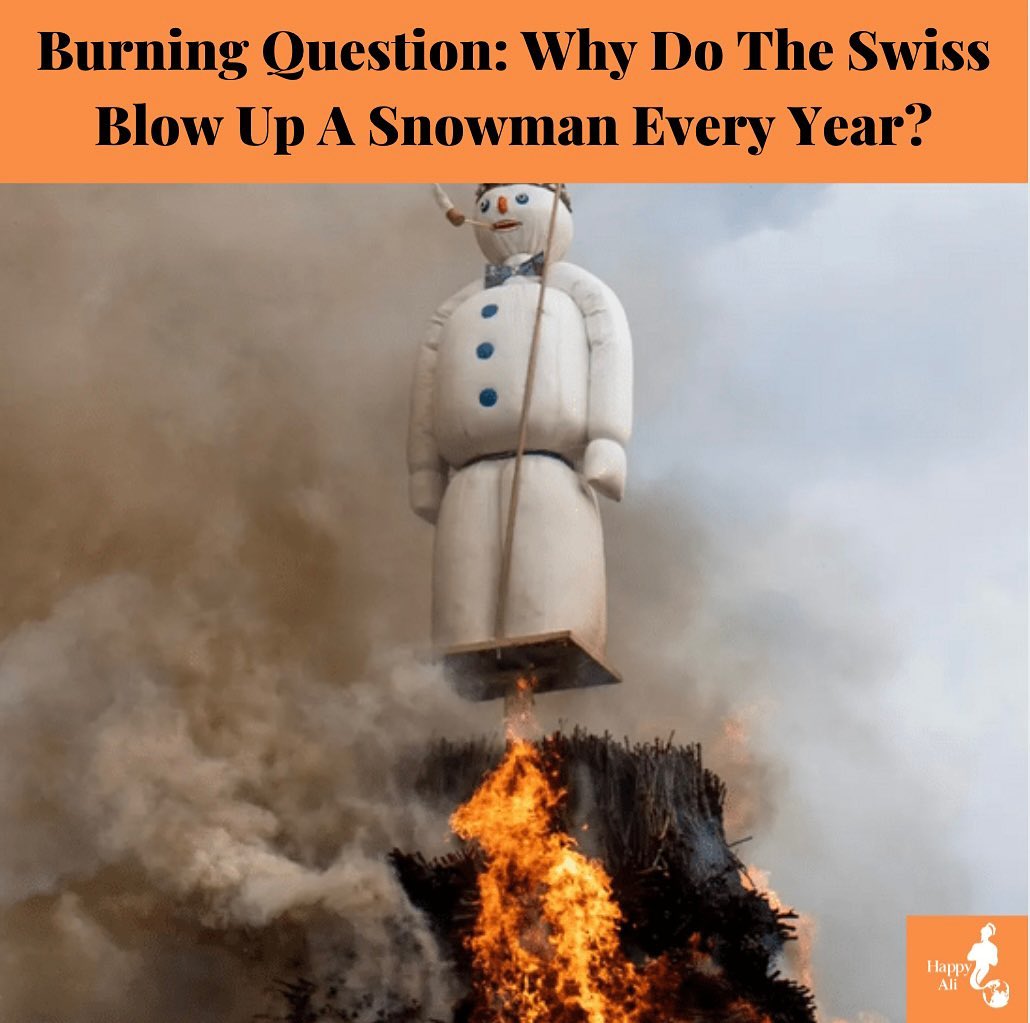 Burning Question: Why Do The Swiss
Blow Up A Snowman Every Year?
Happy
Ali